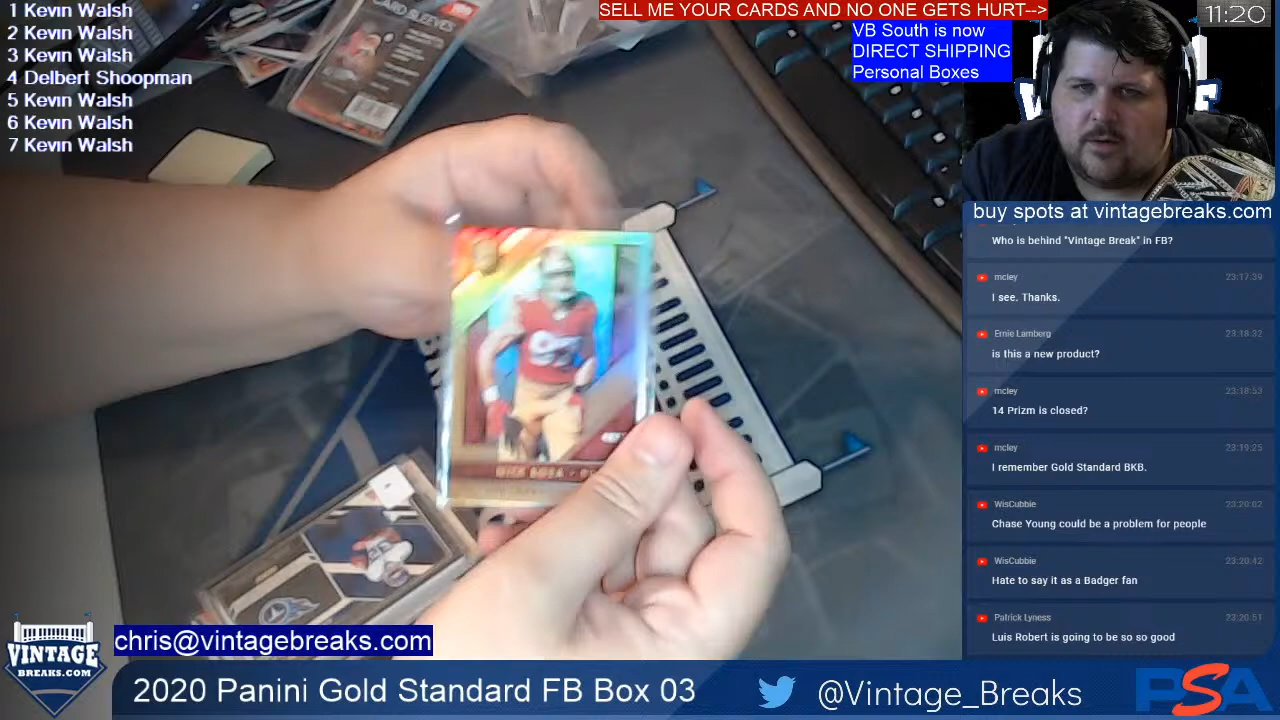 1 Kevin Walsh
2 Kevin Walsh
3 Kevin Walsh
4 Delbert Shoopman
5 Kevin Walsh
6 Kevin Walsh
7 Kevin Walsh
CARD SLEEVES
SELL ME YOUR CARDS AND NO ONE GETS HURT-->
VB South is now
DIRECT SHIPPING
Personal Boxes
11:20
buy spots at vintagebreaks.com
Who is behind "Vintage Break" in FB?
mcley 23:17:39
I see. Thanks.
Ernie Lamberg 23:18:32
is this a new product?
mcley 23:18:53
14 Prizm is closed?
mcley 23:19:25
I remember Gold Standard BKB.
WisCubbie 23:20:02
Chase Young could be a problem for people
WisCubbie 23:20:42
Hate to say it as a Badger fan
Patrick Lyness 23:20:51
Luis Robert is going to be so so good
97
NICK BOSA
chris@vintagebreaks.com
VINTAGE
BREAKS.COM
2020 Panini Gold Standard FB Box 03
@Vintage_Breaks
PSA